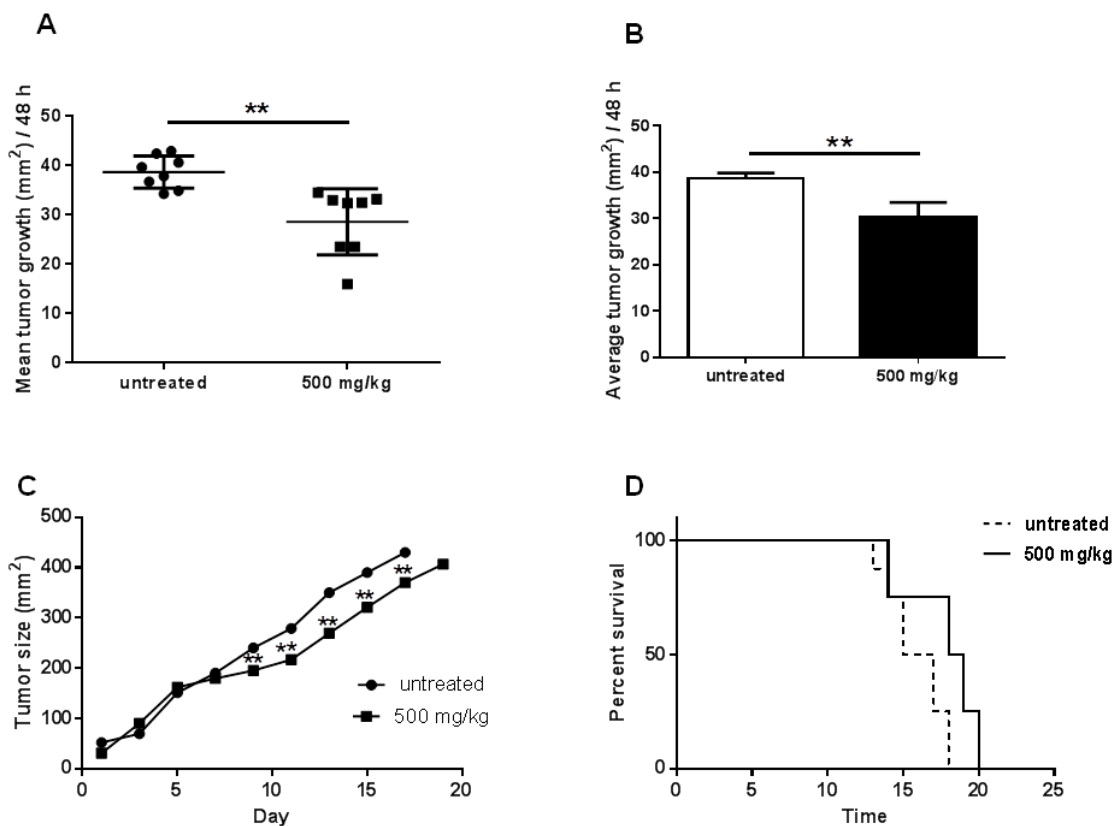 A
Mean tumor growth (mm²) / 48 h
50
40
30
20
10
0
**
untreated
500 mg/kg
B
Average tumor growth (mm²) / 48 h
50
40
30
20
10
0
**
untreated
500 mg/kg
C
Tumor size (mm²)
500
400
300
200
100
0
**
**
**
**
**
untreated
500 mg/kg
0
5
10
15
20
Day
D
untreated
500 mg/kg
Percent survival
100
50
0
0
5
10
15
20
25
Time